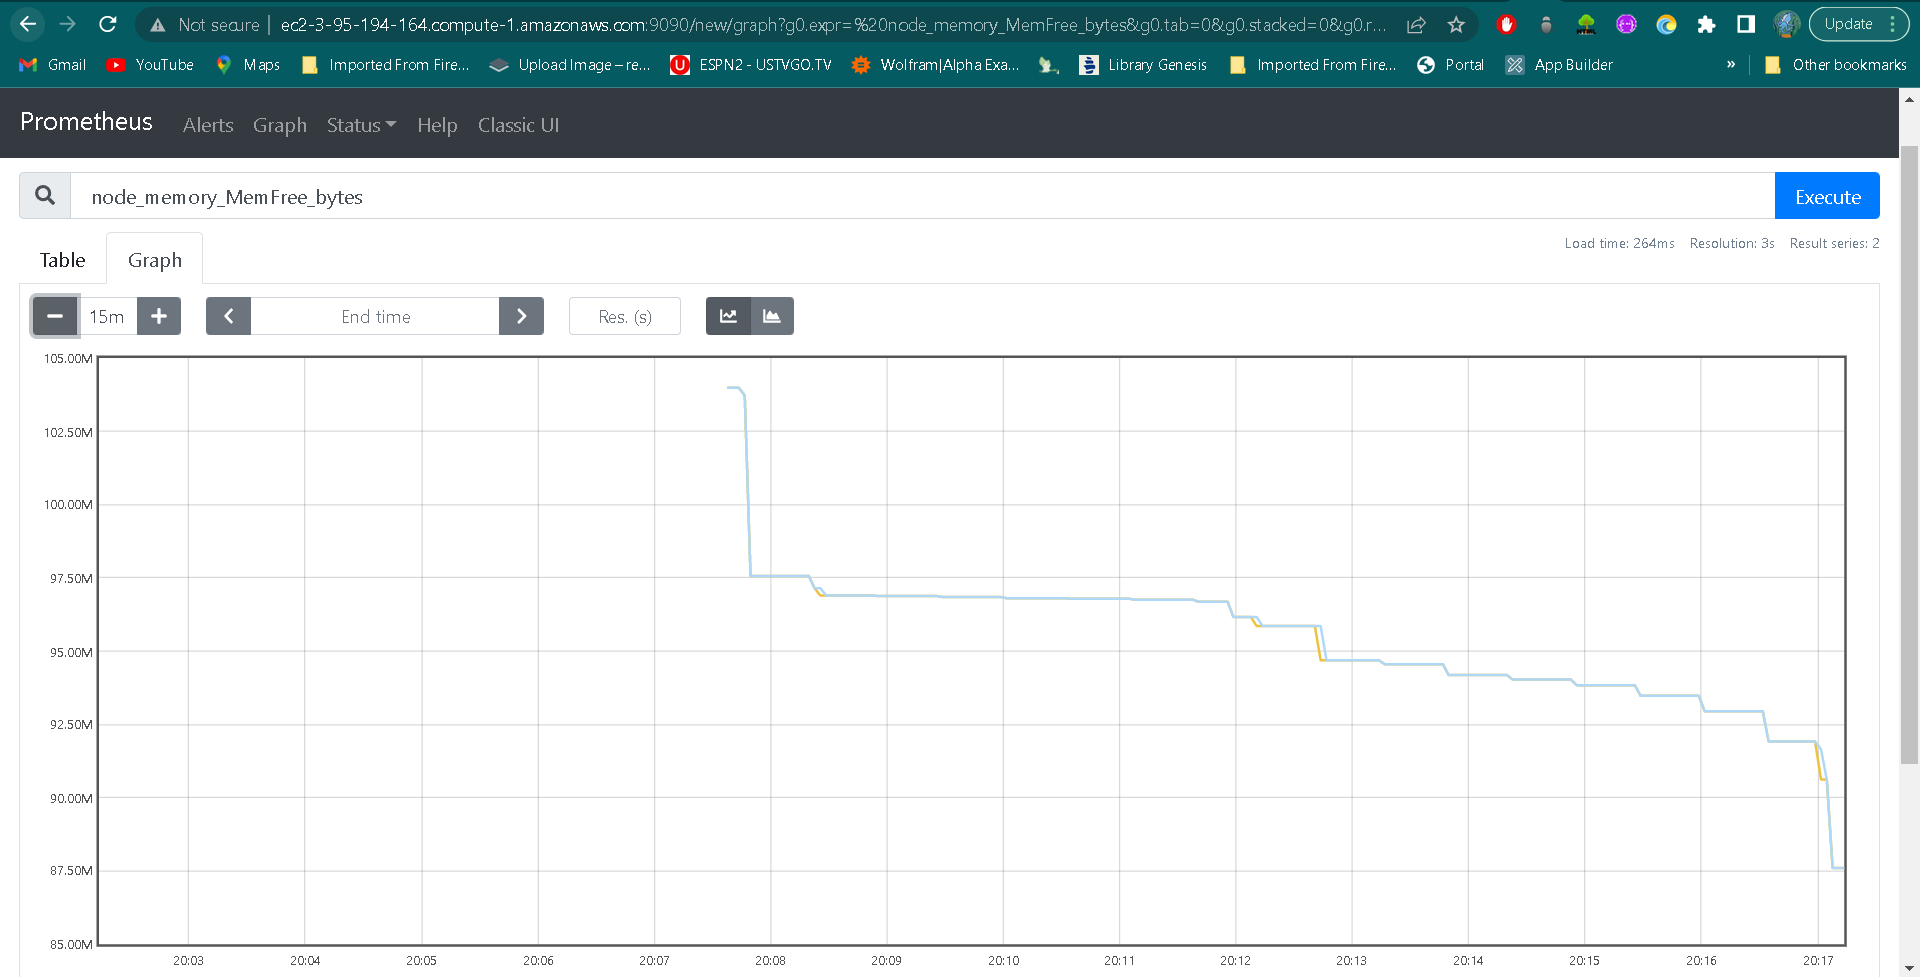 Not secure | ec2-3-95-194-164.compute-1.amazonaws.com:9090/new/graph?g0.expr=%20node_memory_MemFree_bytes&g0.tab=0&g0.stacked=0&g0.r... Update
Gmail YouTube Maps Imported From Fire... Upload Image – re... ESPN2 - USTVGO.TV Wolfram|Alpha Exa... Library Genesis Imported From Fire... Portal App Builder » Other bookmarks
Prometheus Alerts Graph Status Help Classic UI
node_memory_MemFree_bytes Execute
Load time: 264ms Resolution: 3s Result series: 2
Table Graph
15m End time Res. (s)
105.00M
102.50M
100.00M
97.50M
95.00M
92.50M
90.00M
87.50M
85.00M
20:03 20:04 20:05 20:06 20:07 20:08 20:09 20:10 20:11 20:12 20:13 20:14 20:15 20:16 20:17